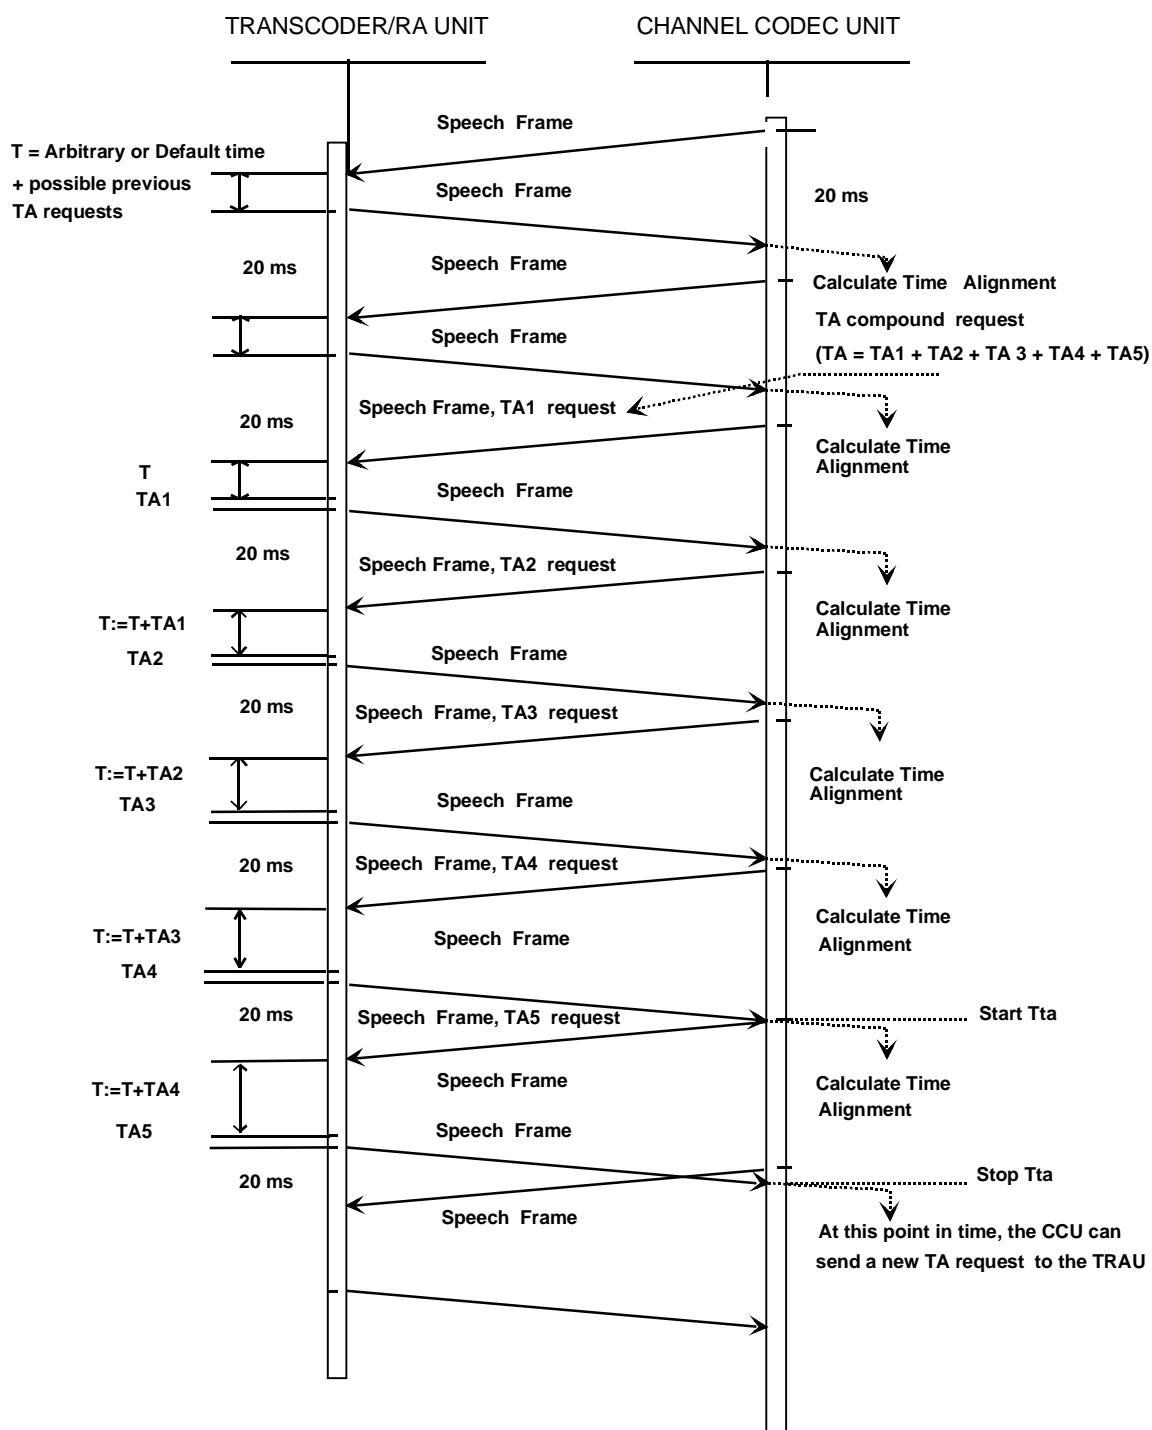 TRANSCODER/RA UNIT
CHANNEL CODEC UNIT
Speech Frame
T = Arbitrary or Default time
+ possible previous
TA requests
Speech Frame
20 ms
Speech Frame
20 ms
Calculate Time Alignment
TA compound request
(TA = TA1 + TA2 + TA 3 + TA4 + TA5)
Speech Frame
Speech Frame, TA1 request
20 ms
Calculate Time
Alignment
T
TA1
Speech Frame
20 ms
Speech Frame, TA2 request
Calculate Time
Alignment
T:=T+TA1
TA2
Speech Frame
20 ms
Speech Frame, TA3 request
Calculate Time
Alignment
T:=T+TA2
TA3
Speech Frame
20 ms
Speech Frame, TA4 request
Calculate Time
Alignment
T:=T+TA3
TA4
Speech Frame
20 ms
Speech Frame, TA5 request
Start Tta
Calculate Time
Alignment
T:=T+TA4
TA5
Speech Frame
Speech Frame
20 ms
Stop Tta
Speech Frame
At this point in time, the CCU can
send a new TA request to the TRAU